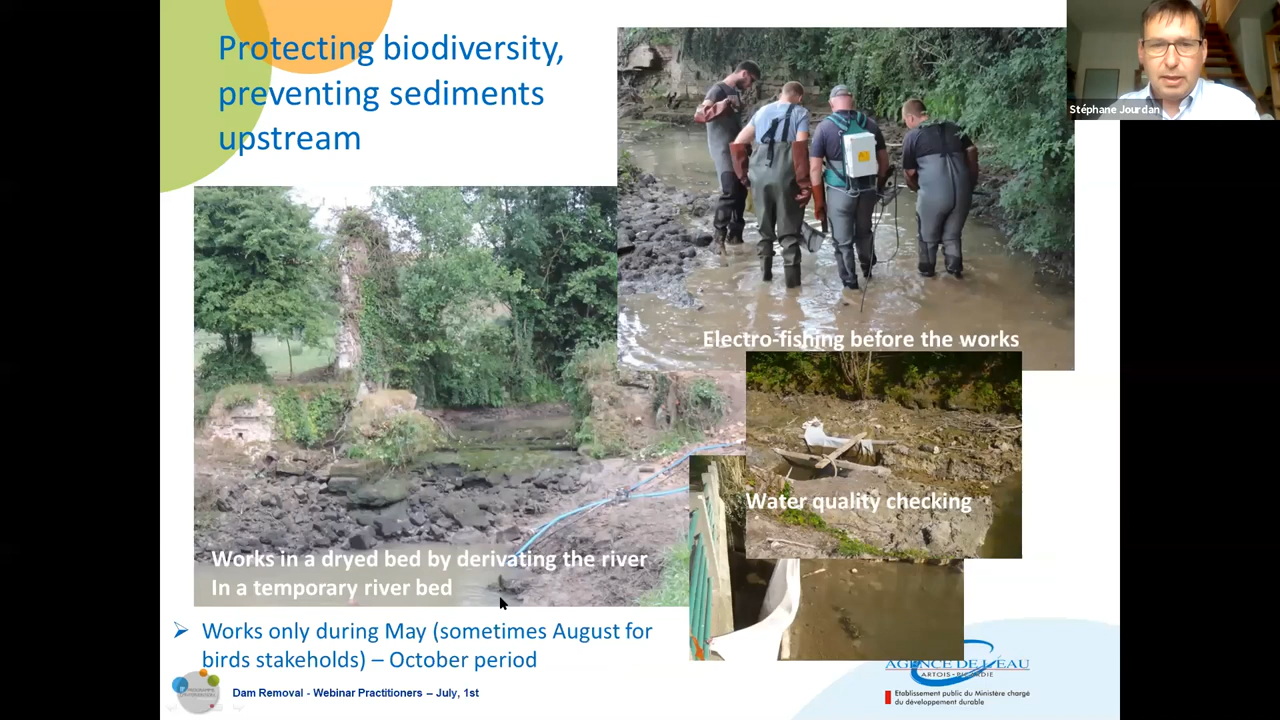 Protecting biodiversity,
preventing sediments
upstream
Stéphane Jourdan
Electro-fishing before the works
Water quality checking
Works in a dryed bed by derivating the river
In a temporary river bed
Works only during May (sometimes August for
birds stakeholds) – October period
Dam Removal - Webinar Practitioners – July, 1st
AGENCE DE L'EAU
ARTOIS-PICARDIE
Etablissement public du Ministère chargé
du développement durable